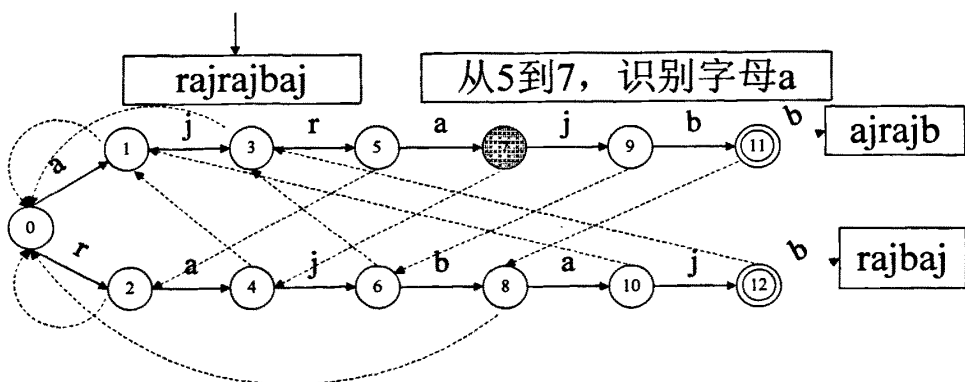 rajrajbaj
从5到7，识别字母a
a j r a j b b
1 3 5 7 9 11
ajrajb
0
r a j b a j b
2 4 6 8 10 12
rajbaj